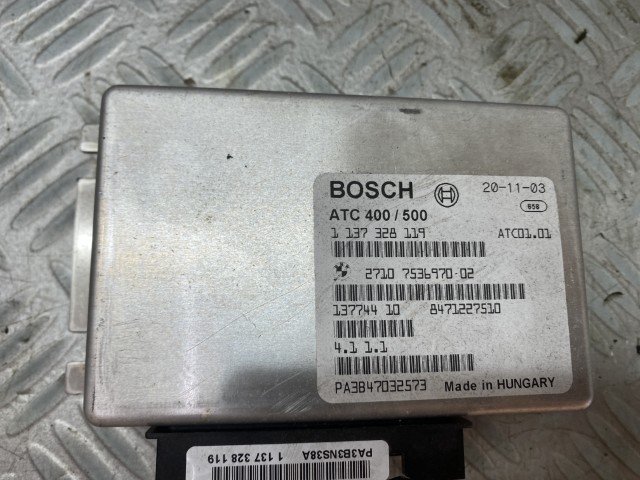 BOSCH 20-11-03
658
ATC 400 / 500
1 137 328 119 ATC01.01
2710 7536970-02
137744 10 8471227510
4.1 1.1
PA3B47032573 Made in HUNGARY
1 137 328 119
PA3B3NS38A